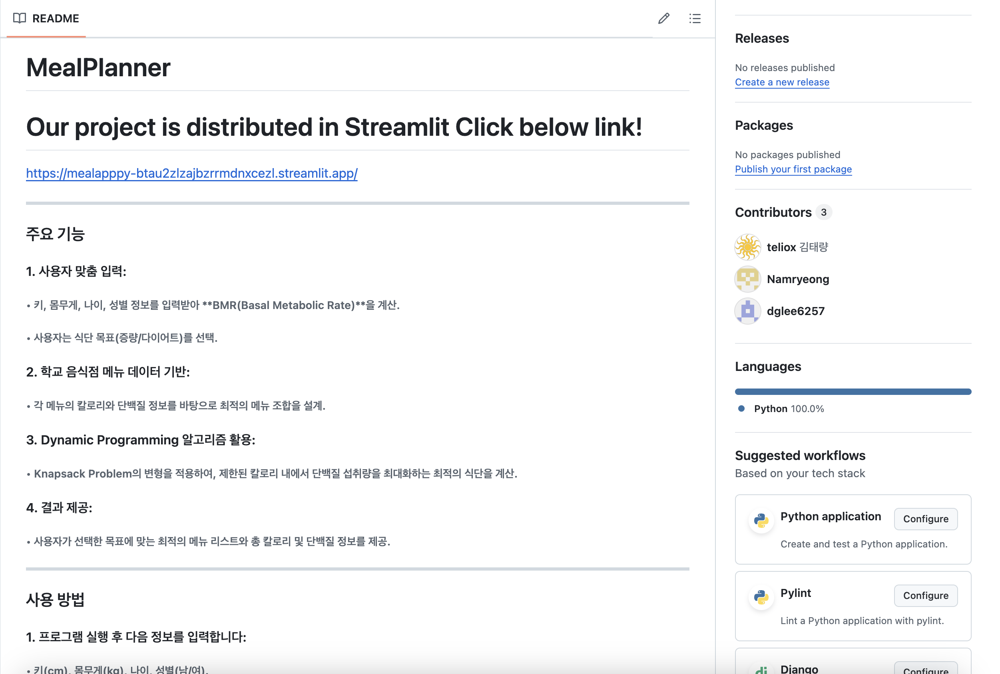 README
MealPlanner
Our project is distributed in Streamlit Click below link!
https://mealapppy-btau2zlzajbzrrmdnxcezl.streamlit.app/
주요 기능
1. 사용자 맞춤 입력:
• 키, 몸무게, 나이, 성별 정보를 입력받아 **BMR(Basal Metabolic Rate)**을 계산.
• 사용자는 식단 목표(증량/다이어트)를 선택.
2. 학교 음식점 메뉴 데이터 기반:
• 각 메뉴의 칼로리와 단백질 정보를 바탕으로 최적의 메뉴 조합을 설계.
3. Dynamic Programming 알고리즘 활용:
• Knapsack Problem의 변형을 적용하여, 제한된 칼로리 내에서 단백질 섭취량을 최대화하는 최적의 식단을 계산.
4. 결과 제공:
• 사용자가 선택한 목표에 맞는 최적의 메뉴 리스트와 총 칼로리 및 단백질 정보를 제공.
사용 방법
1. 프로그램 실행 후 다음 정보를 입력합니다:
• 키(cm), 몸무게(kg), 나이, 성별(남/여).
Releases
No releases published
Create a new release
Packages
No packages published
Publish your first package
Contributors 3
teliox 김태량
Namryeong
dglee6257
Languages
Python 100.0%
Suggested workflows
Based on your tech stack
Python application
Configure
Create and test a Python application.
Pylint
Configure
Lint a Python application with pylint.
dj
Django
Configure